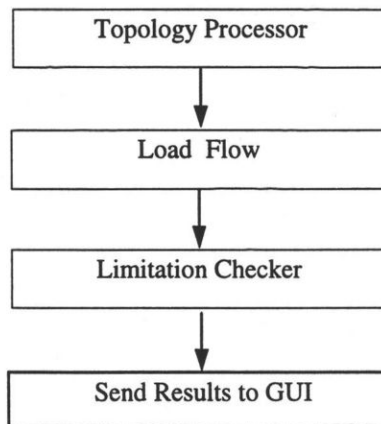 Topology Processor
Load Flow
Limitation Checker
Send Results to GUI